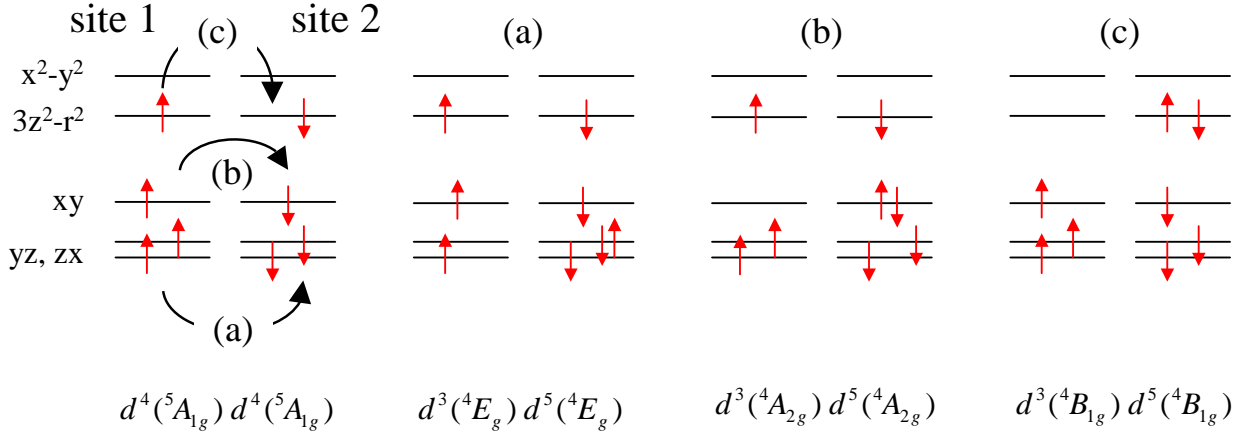 site 1 (c) site 2 (a) (b) (c)
x²-y²
3z²-r²
(b)
xy
yz, zx
(a)
d⁴(⁵A₁g) d⁴(⁵A₁g) d³(⁴Eg) d⁵(⁴Eg) d³(⁴A₂g) d⁵(⁴A₂g) d³(⁴B₁g) d⁵(⁴B₁g)